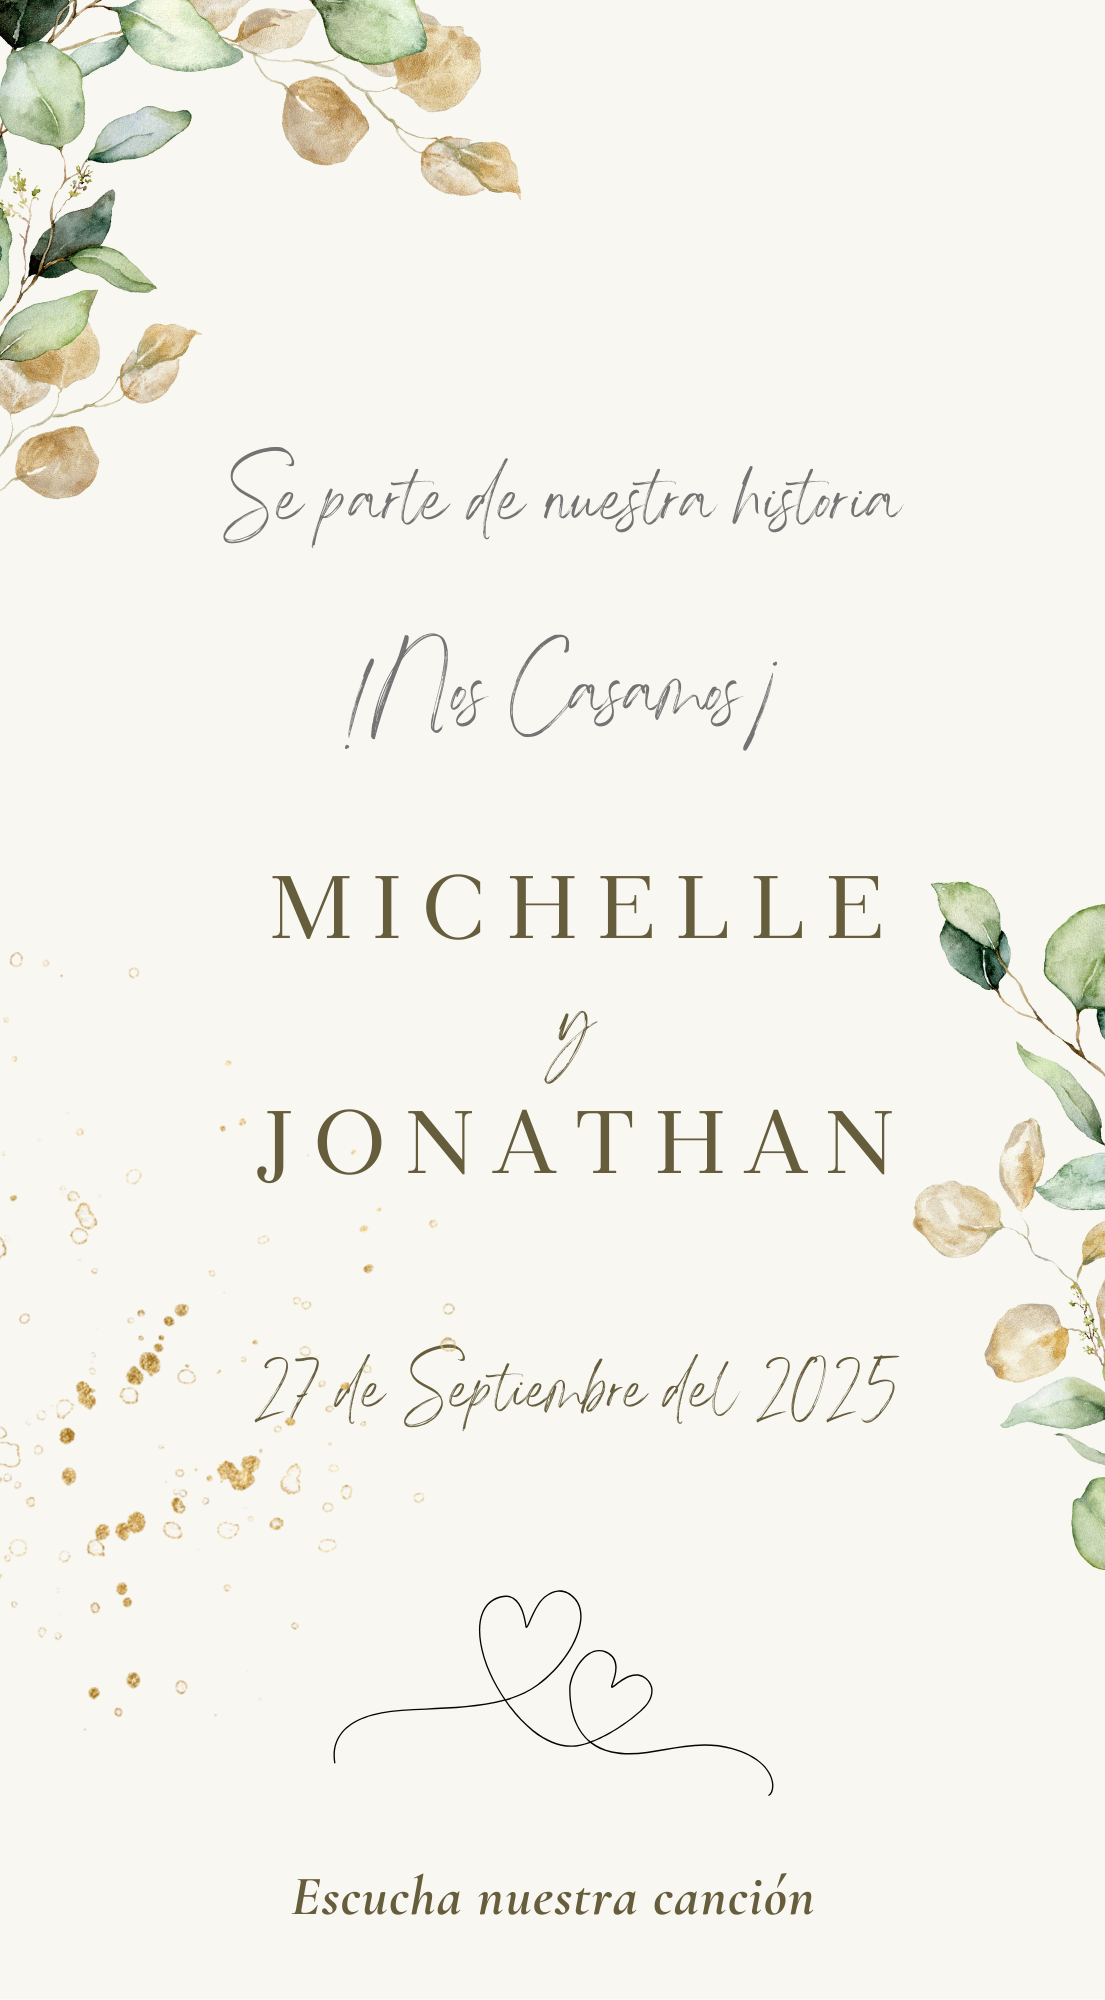 Se parte de nuestra historia
!Nos Casamos¡
MICHELLE
y
JONATHAN
27 de Septiembre del 2025
Escucha nuestra canción